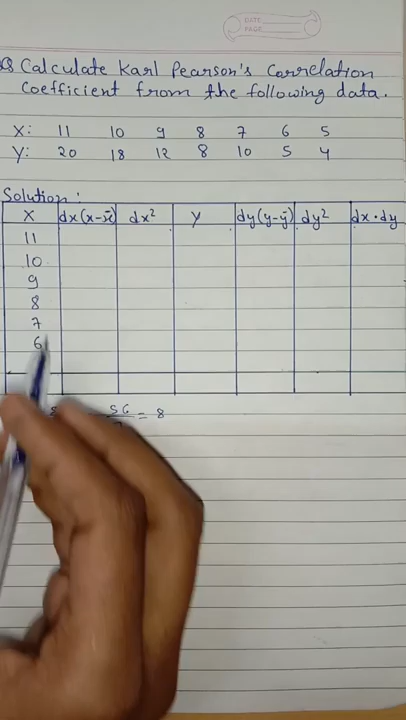 DATE
PAGE
Q Calculate Karl Pearson's Correlation
Coefficient from the following data.
X: 11 10 9 8 7 6 5
Y: 20 18 12 8 10 5 4
Solution:
X dx(x-x̄) dx² Y dy(y-ȳ) dy² dx·dy
11
10
9
8
7
6
56 = 8